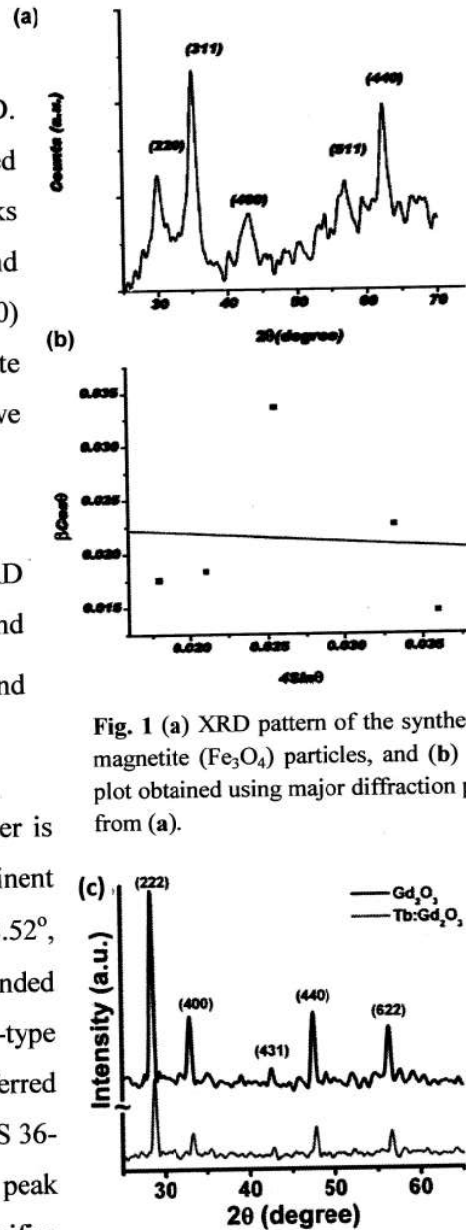 (a)
(311)
(440)
(220)
(511)
(400)
Counts (a.u.)
30 40 50 60 70
2θ(degree)
D.
ed
ks
nd
0)
te
we
(b)
0.035
0.030
0.025
0.020
0.015
βCosθ
0.020 0.025 0.030 0.035
4Sinθ
RD
nd
nd
Fig. 1 (a) XRD pattern of the synthe
magnetite (Fe₃O₄) particles, and (b)
plot obtained using major diffraction p
from (a).
er is
inent
.52°,
nded
-type
erred
S 36-
peak
(c)
(222)
Gd₂O₃
Tb:Gd₂O₃
(400)
(440)
(622)
(431)
Intensity (a.u.)
30 40 50 60
2θ (degree)